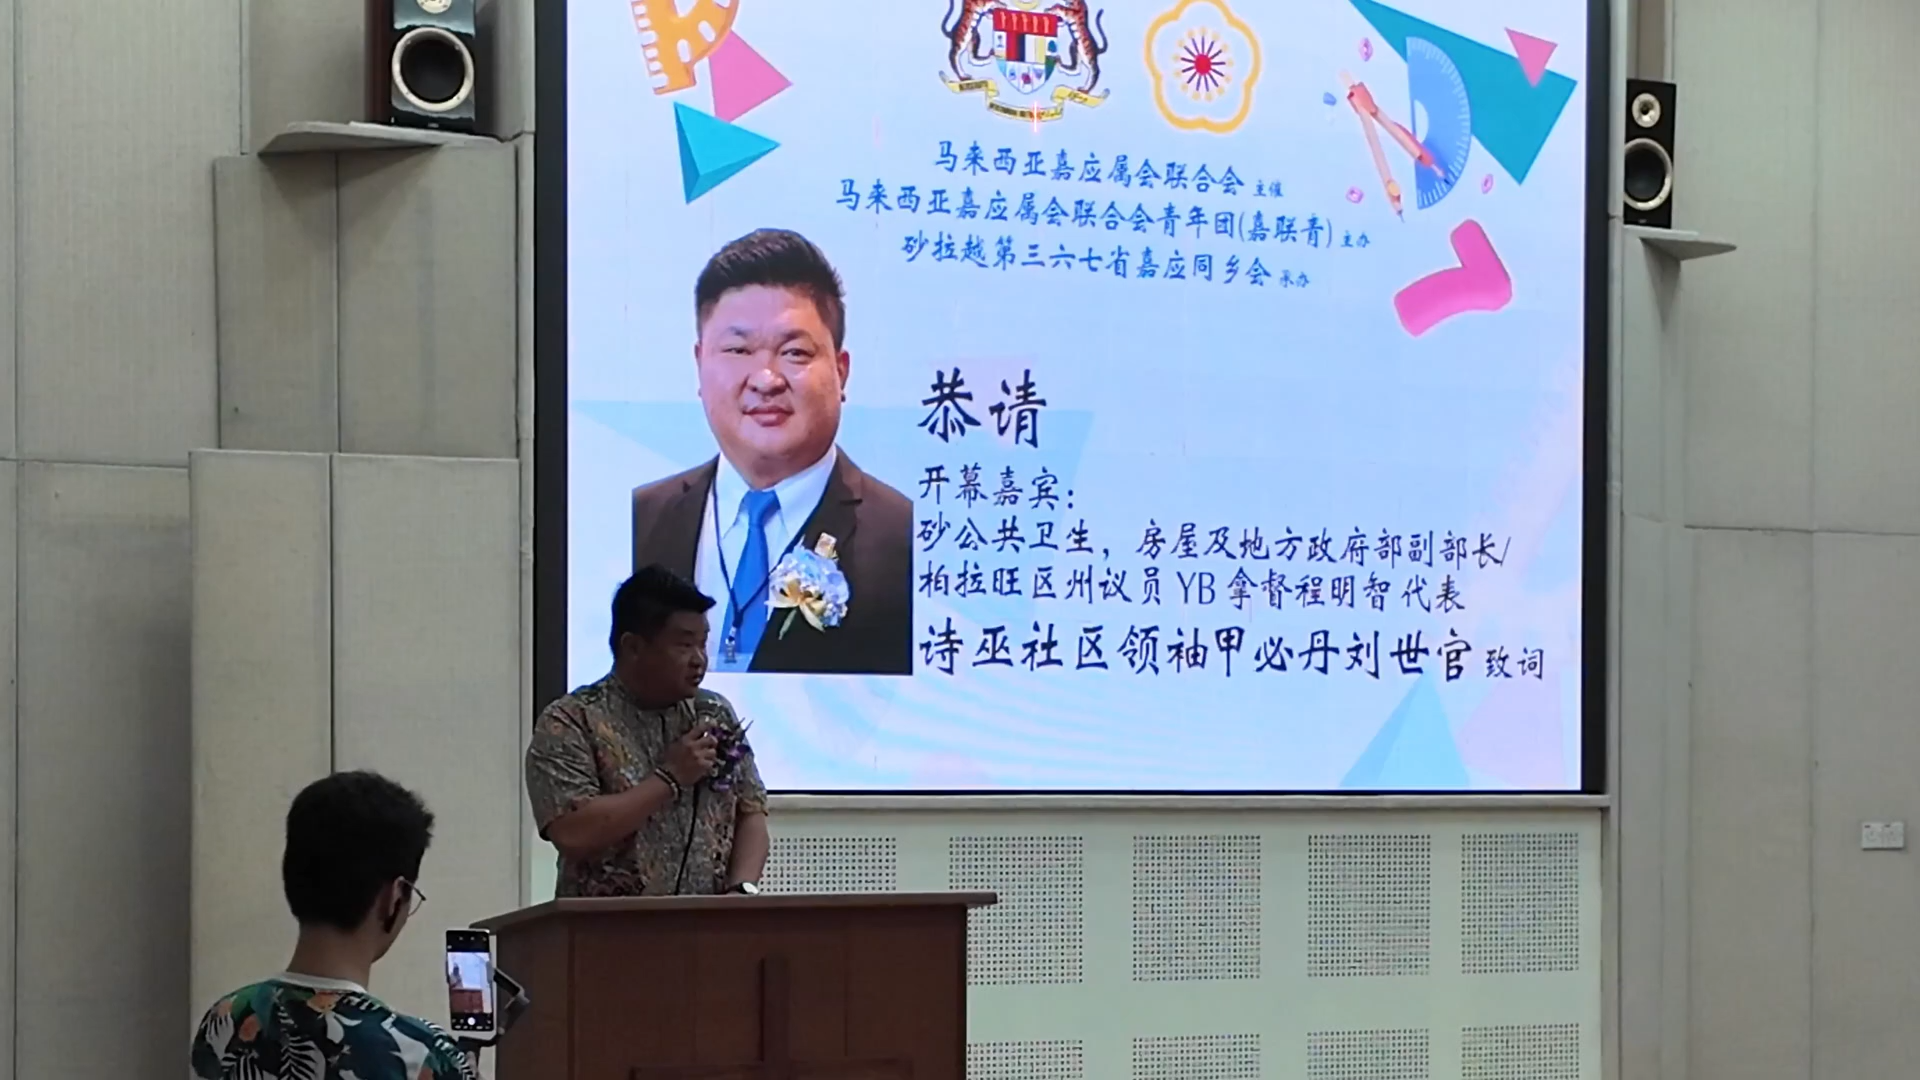 马来西亚嘉应属会联合会 主催
马来西亚嘉应属会联合会青年团(嘉联青) 主办
砂拉越第三六七省嘉应同乡会 承办
恭请
开幕嘉宾:
砂公共卫生，房屋及地方政府部副部长/
柏拉旺区州议员 YB 拿督程明智代表
诗巫社区领袖甲必丹刘世官 致词